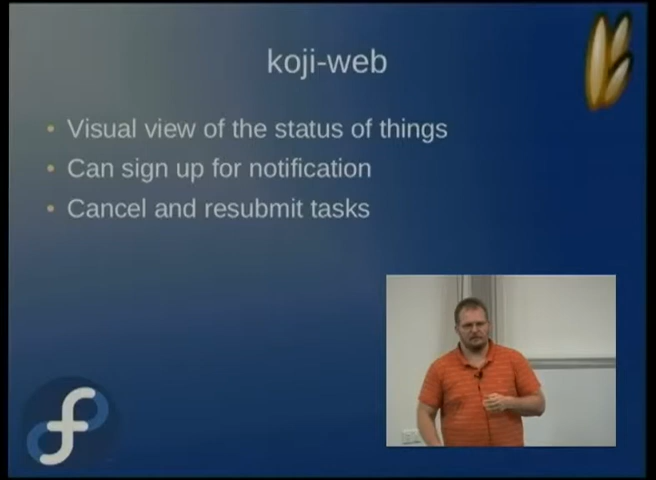 koji-web
Visual view of the status of things
Can sign up for notification
Cancel and resubmit tasks